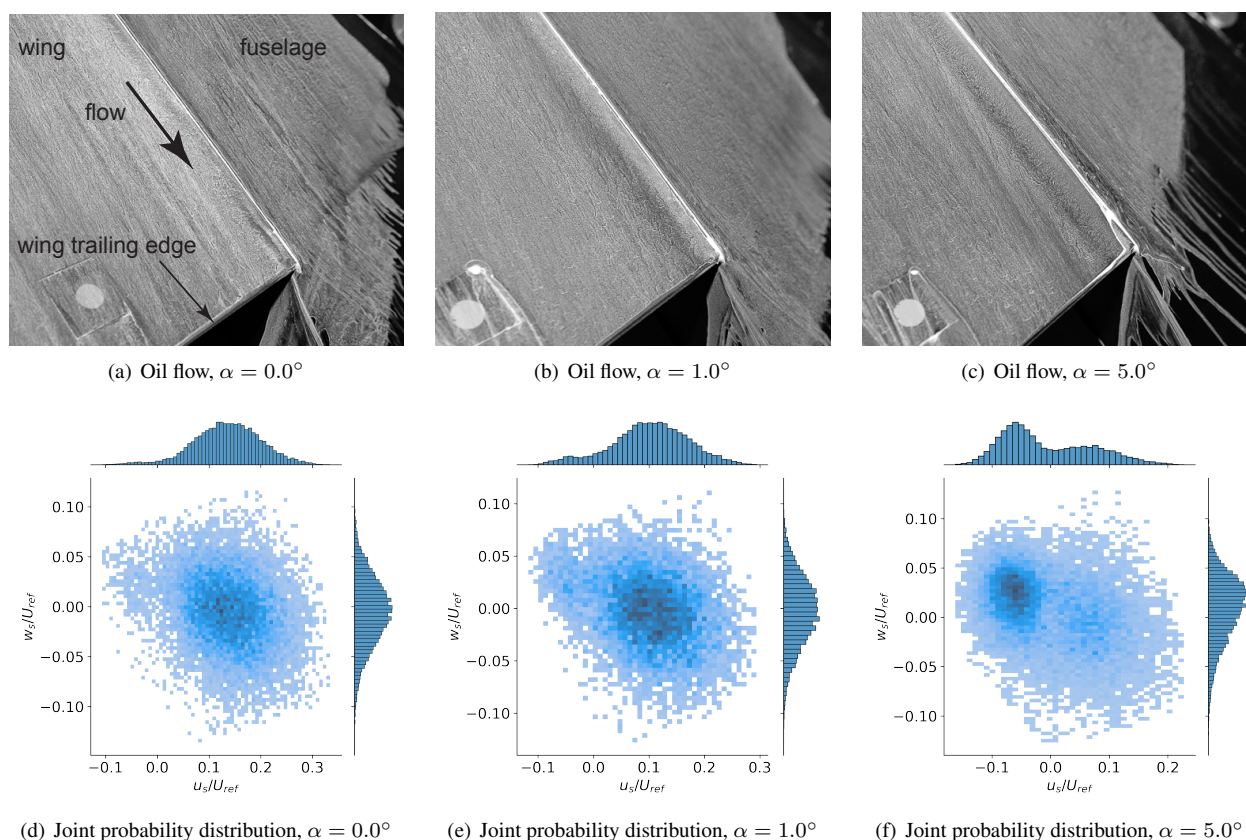 wing
fuselage
flow
wing trailing edge
(a) Oil flow, α = 0.0°
(b) Oil flow, α = 1.0°
(c) Oil flow, α = 5.0°
0.10
0.05
0.00
−0.05
−0.10
w_s/U_ref
−0.1 0.0 0.1 0.2 0.3
u_s/U_ref
0.10
0.05
0.00
−0.05
−0.10
w_s/U_ref
−0.1 0.0 0.1 0.2 0.3
u_s/U_ref
0.10
0.05
0.00
−0.05
−0.10
w_s/U_ref
−0.1 0.0 0.1 0.2
u_s/U_ref
(d) Joint probability distribution, α = 0.0°
(e) Joint probability distribution, α = 1.0°
(f) Joint probability distribution, α = 5.0°